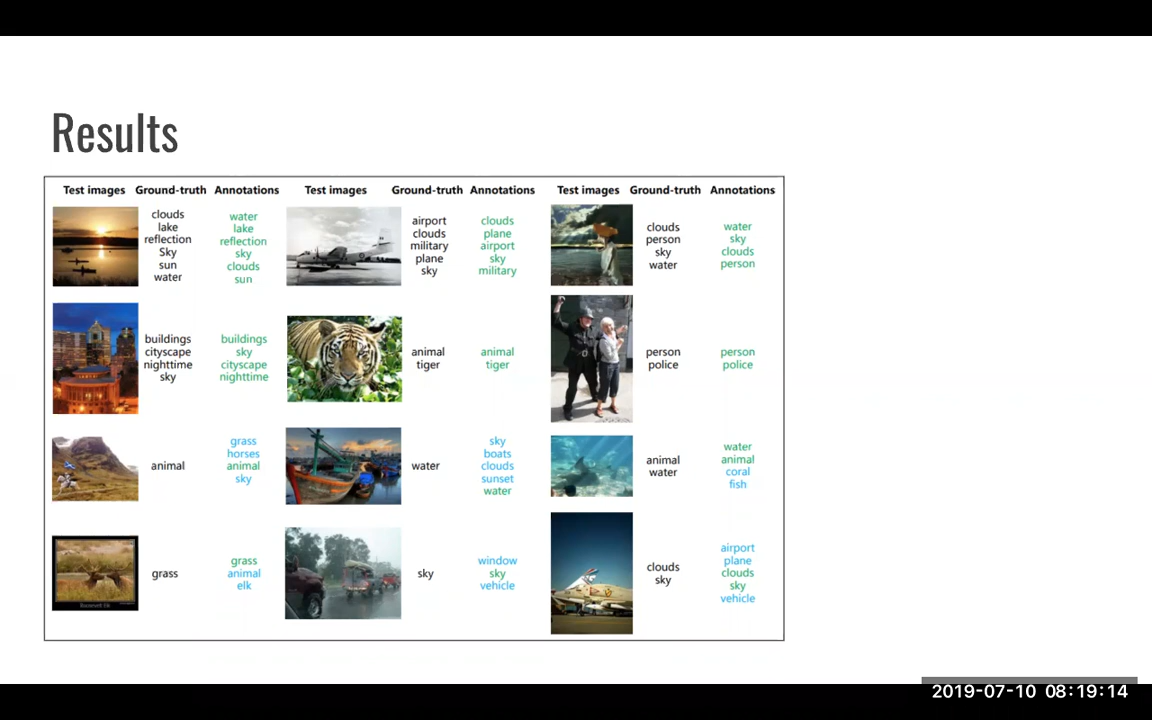 Results
Test images Ground-truth Annotations Test images Ground-truth Annotations Test images Ground-truth Annotations
clouds
lake
reflection
Sky
sun
water
water
lake
reflection
sky
clouds
sun
airport
clouds
military
plane
sky
clouds
plane
airport
sky
military
clouds
person
sky
water
water
sky
clouds
person
buildings
cityscape
nighttime
sky
buildings
sky
cityscape
nighttime
animal
tiger
animal
tiger
person
police
person
police
animal
grass
horses
animal
sky
water
sky
boats
clouds
sunset
water
animal
water
water
animal
coral
fish
Roosevelt Elk
grass
grass
animal
elk
sky
window
sky
vehicle
clouds
sky
airport
plane
clouds
sky
vehicle
2019-07-10 08:19:14